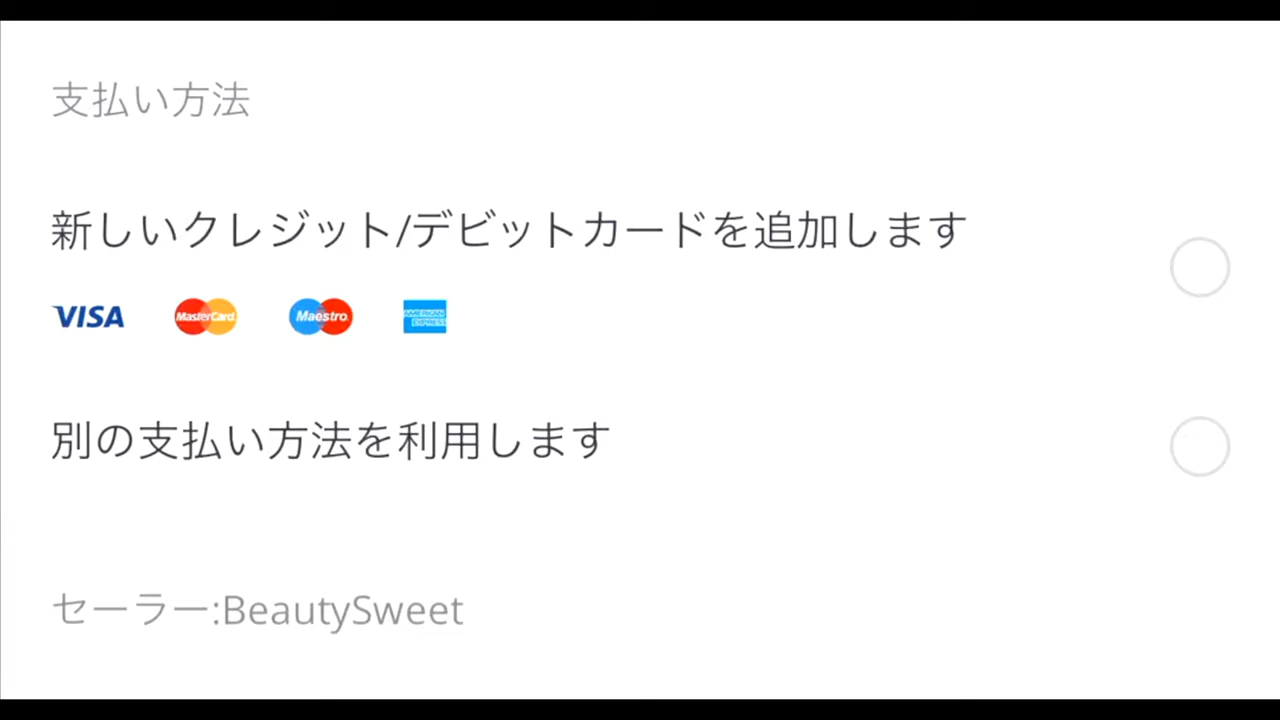 支払い方法
新しいクレジット/デビットカードを追加します
VISA MasterCard Maestro AMERICAN EXPRESS
別の支払い方法を利用します
セーラー:BeautySweet